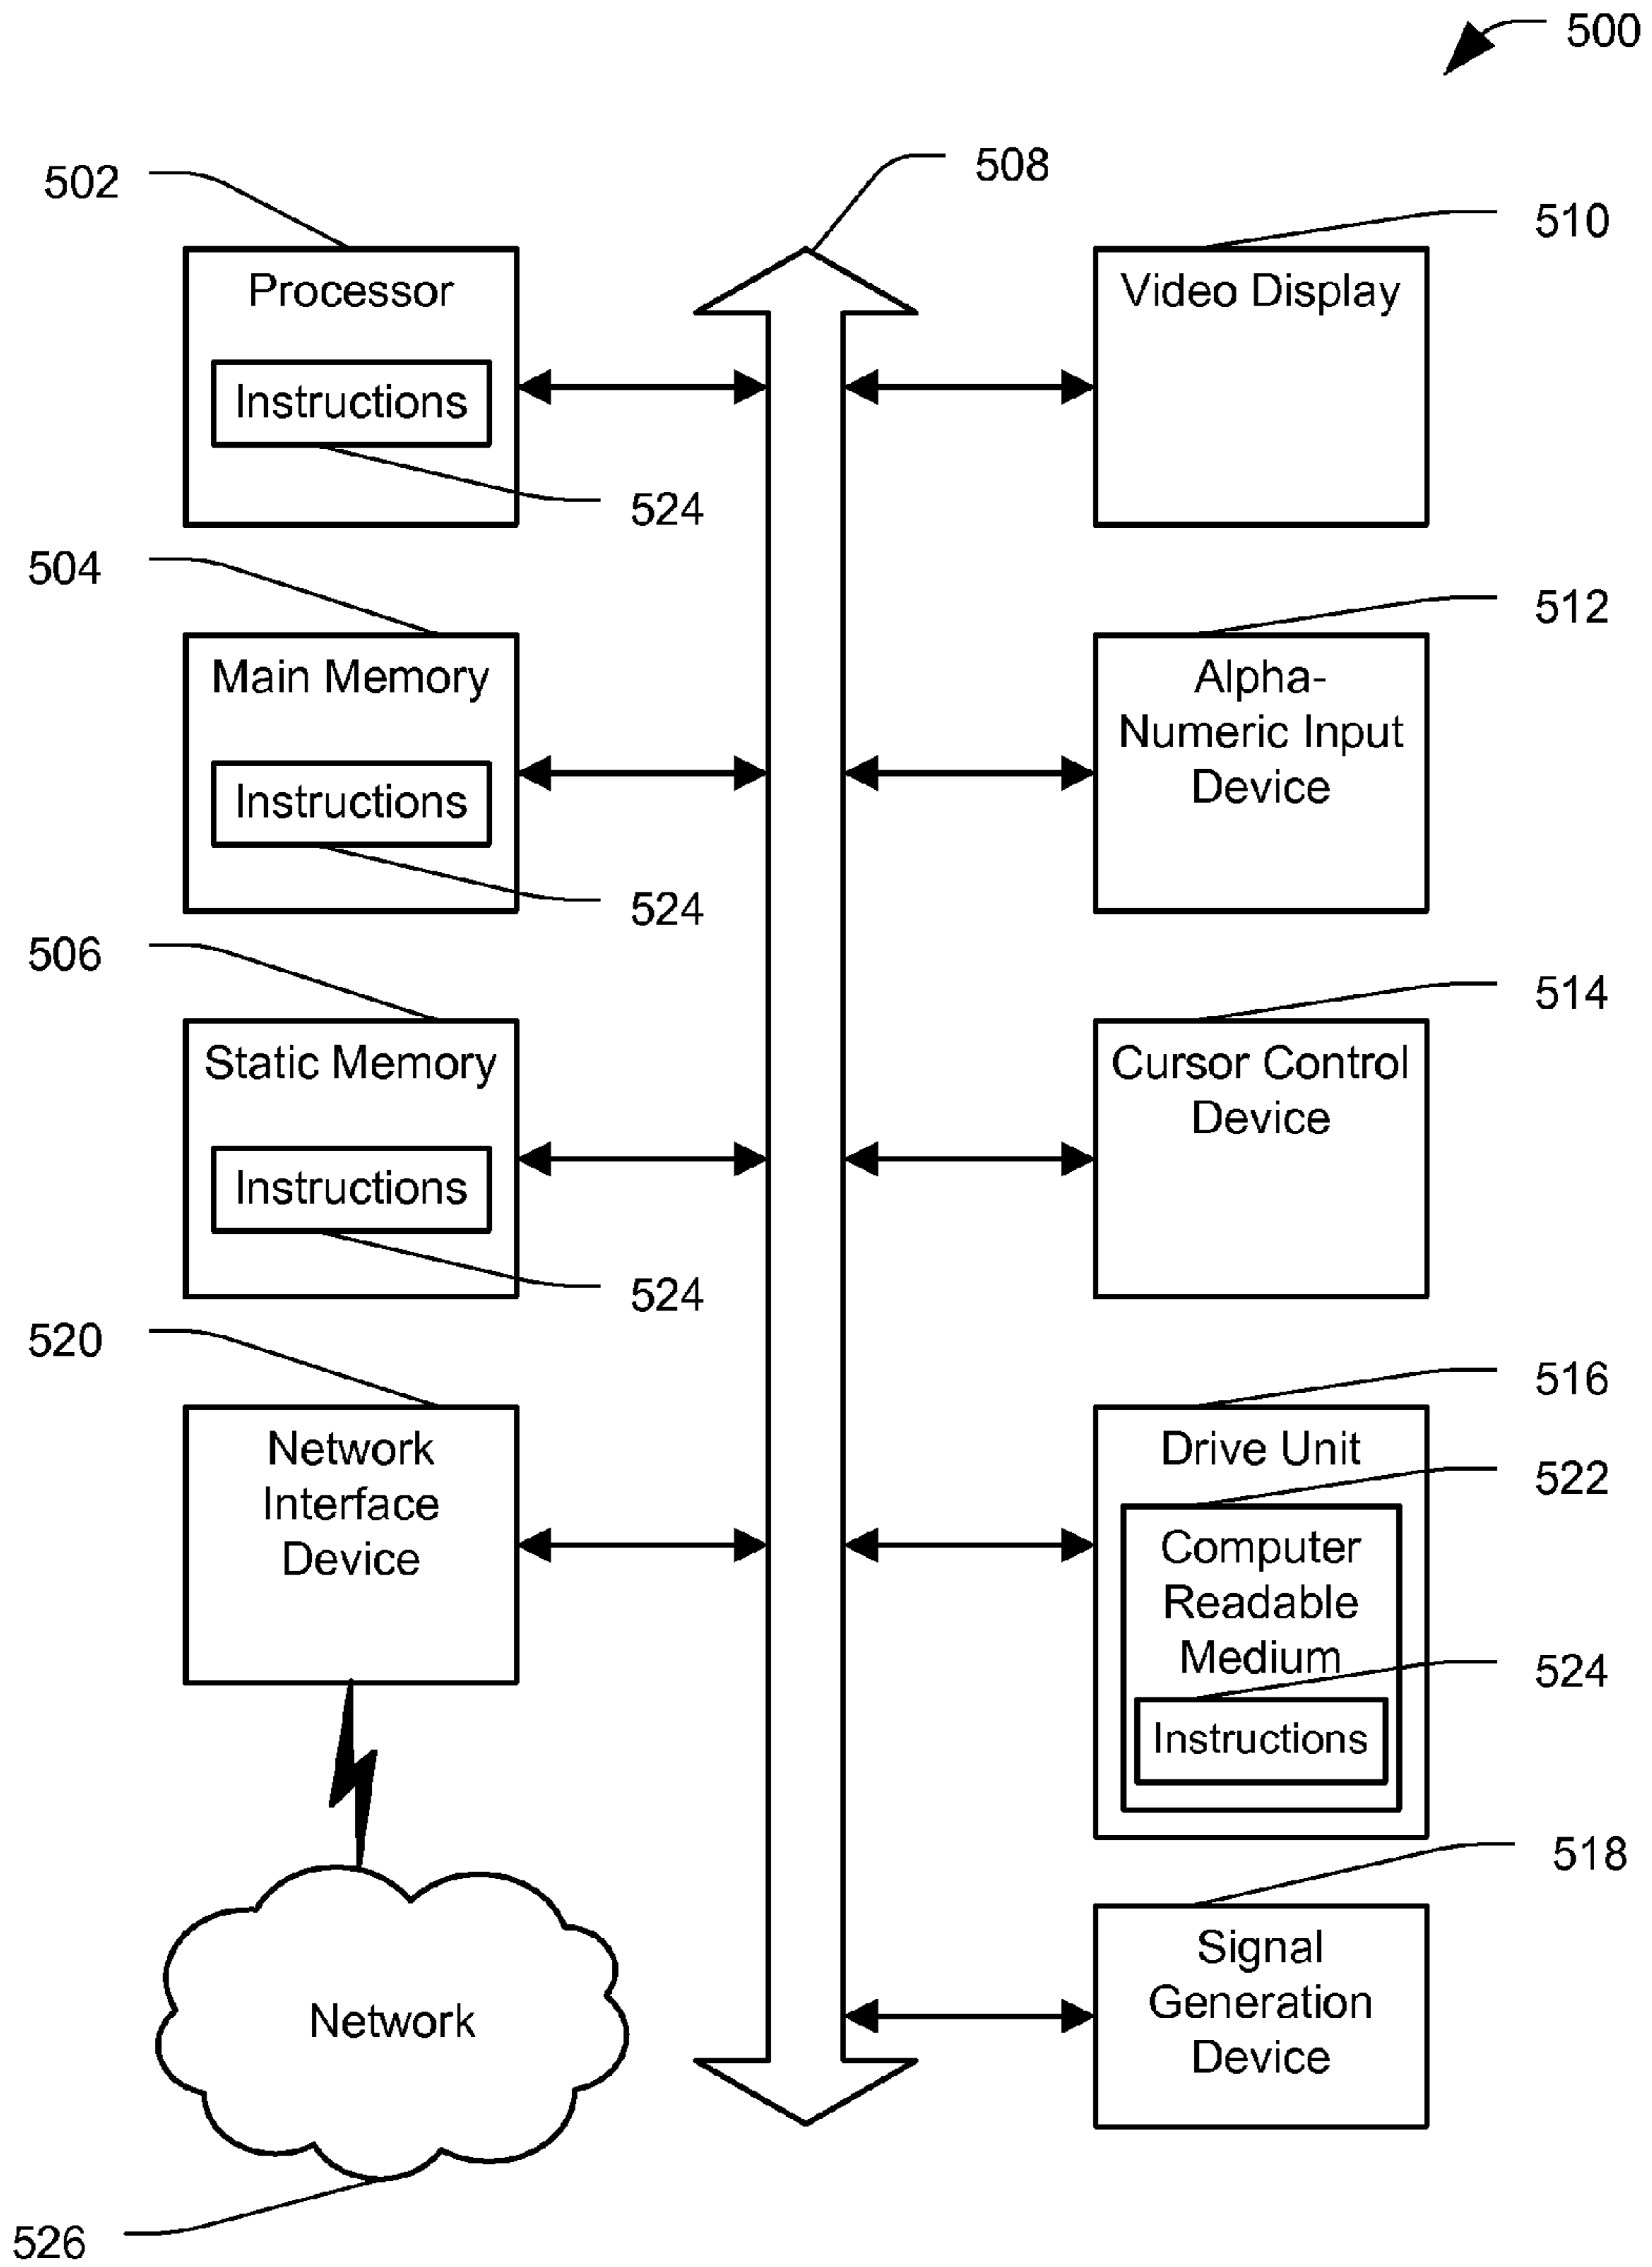 500
508
502
510
Processor
Video Display
Instructions
524
504
512
Main Memory
Alpha-
Numeric Input
Device
Instructions
524
506
514
Static Memory
Cursor Control
Device
Instructions
524
520
516
Network
Interface
Device
Drive Unit
522
Computer
Readable
Medium
524
Instructions
518
Signal
Generation
Device
Network
526